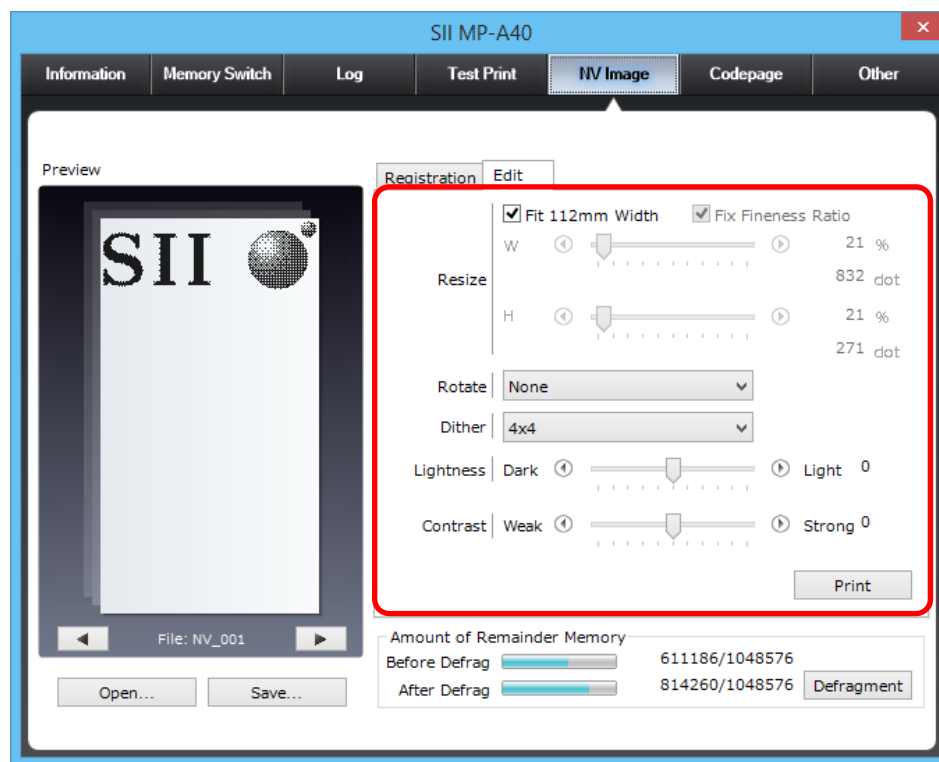 SII MP-A40
Information Memory Switch Log Test Print NV Image Codepage Other
Preview
Registration Edit
SII
Fit 112mm Width Fix Fineness Ratio
W 21 %
832 dot
Resize
H 21 %
271 dot
Rotate None
Dither 4x4
Lightness Dark Light 0
Contrast Weak Strong 0
Print
File: NV_001
Open... Save...
Amount of Remainder Memory
Before Defrag 611186/1048576
After Defrag 814260/1048576 Defragment